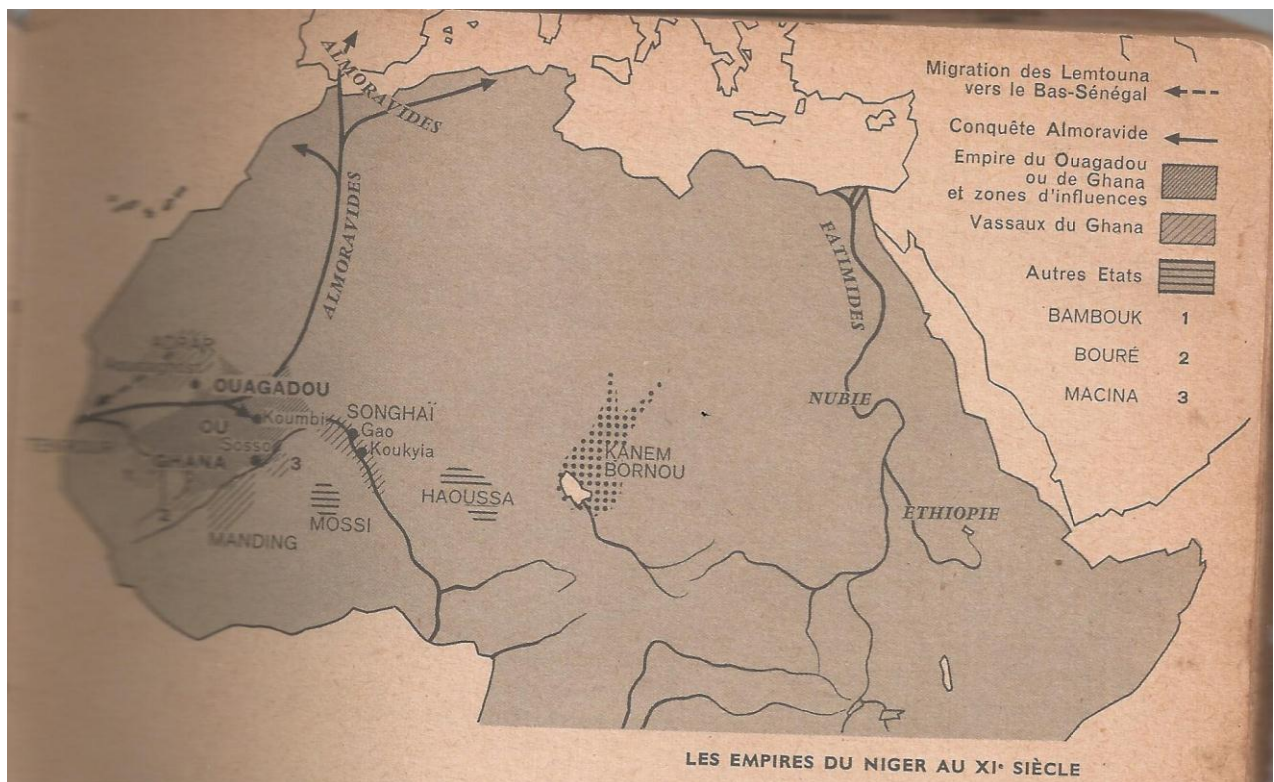 Migration des Lemtouna
vers le Bas-Sénégal
Conquête Almoravide
Empire du Ouagadou
ou de Ghana
et zones d'influences
Vassaux du Ghana
Autres Etats
BAMBOUK 1
BOURÉ 2
MACINA 3
ALMORAVIDES
ALMORAVIDES
FATIMIDES
ADRAR
OUAGADOU
Koumbi
SONGHAÏ
Gao
Koukyia
OU
Sosso
GHANA
3
2
MANDING
MOSSI
HAOUSSA
KANEM
BORNOU
NUBIE
ETHIOPIE
LES EMPIRES DU NIGER AU XIe SIÈCLE